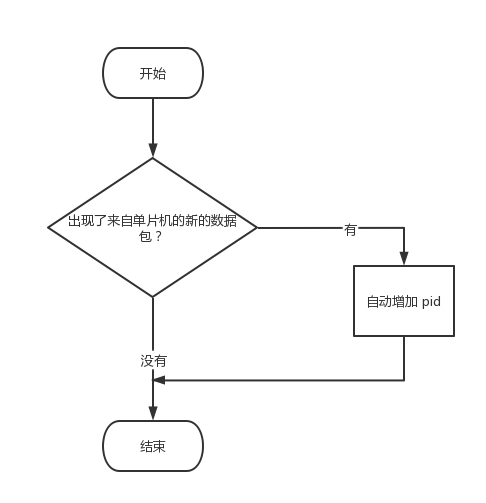 开始
出现了来自单片机的新的数据
包？
有
自动增加 pid
没有
结束